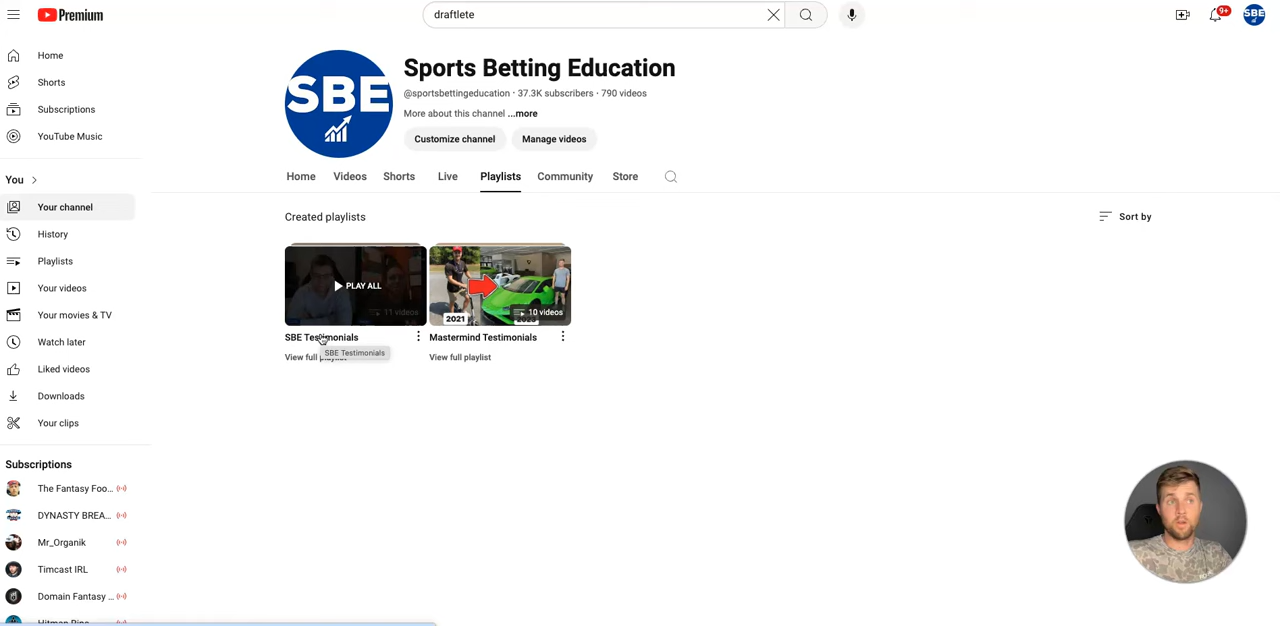 Premium
draftlete
9+
SBE
Home
Shorts
Subscriptions
YouTube Music
You
Your channel
History
Playlists
Your videos
Your movies & TV
Watch later
Liked videos
Downloads
Your clips
Subscriptions
The Fantasy Foo...
DYNASTY BREA...
Mr_Organik
Timcast IRL
Domain Fantasy ...
SBE
Sports Betting Education
@sportsbettingeducation · 37.3K subscribers · 790 videos
More about this channel ...more
Customize channel
Manage videos
Home
Videos
Shorts
Live
Playlists
Community
Store
Created playlists
Sort by
PLAY ALL
11 videos
SBE Testimonials
SBE Testimonials
View full
2021
10 videos
Mastermind Testimonials
View full playlist